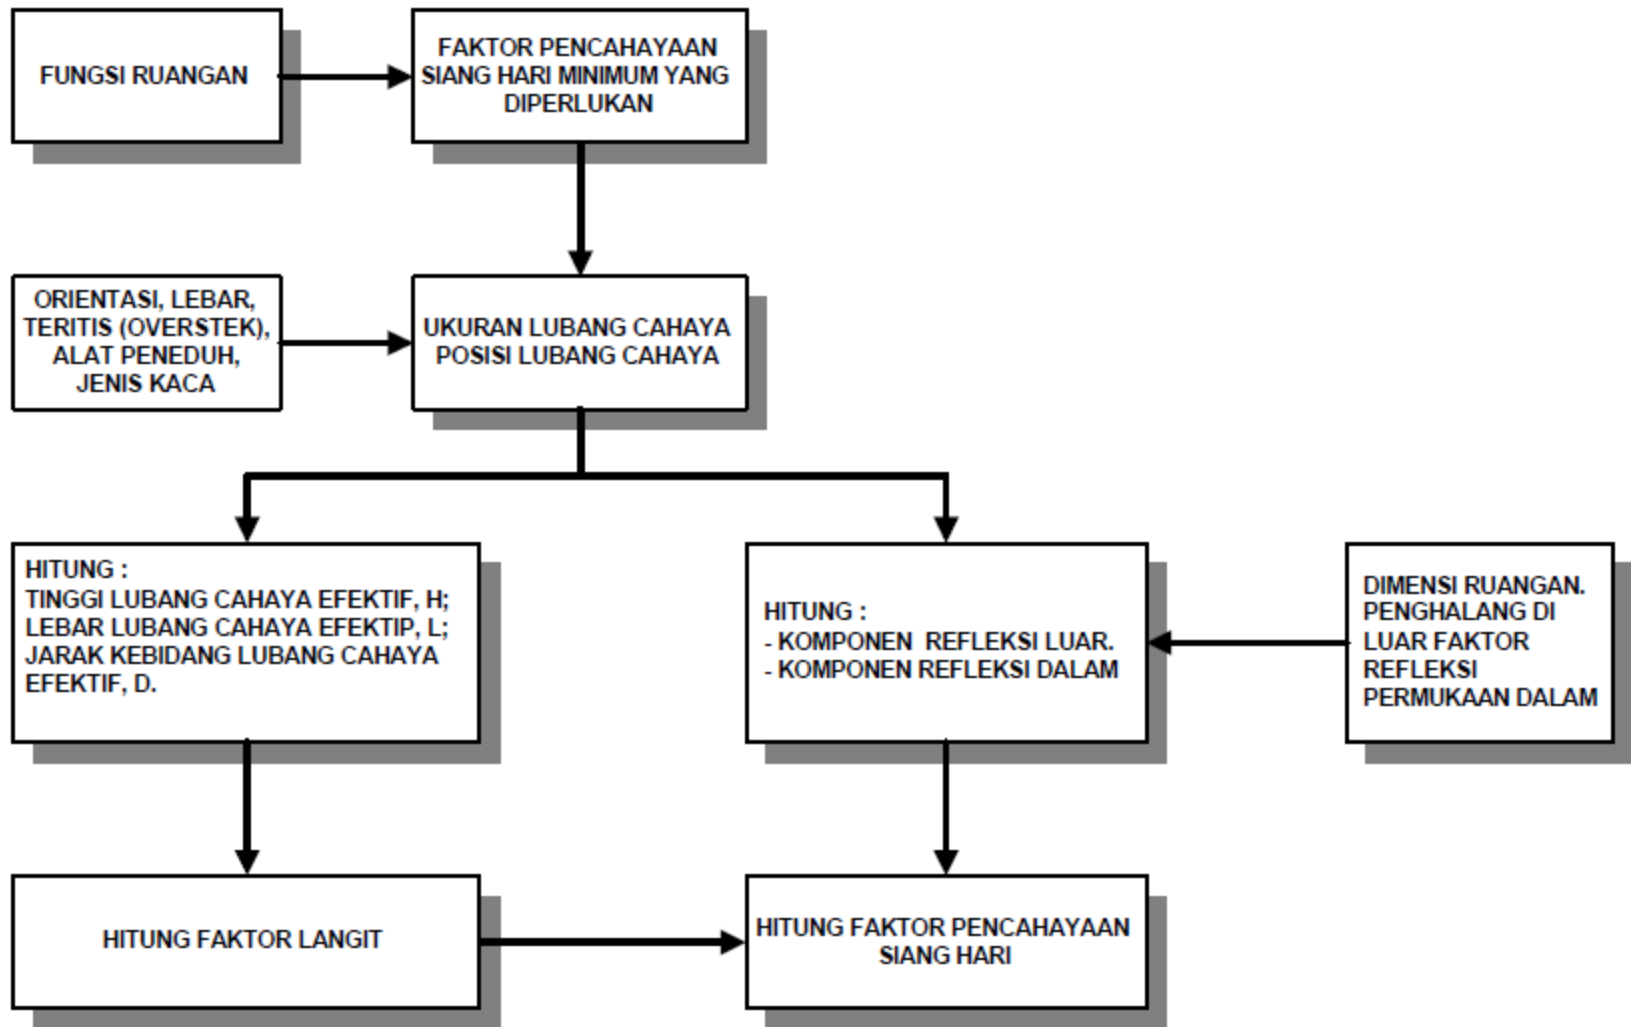 FUNGSI RUANGAN
FAKTOR PENCAHAYAAN
SIANG HARI MINIMUM YANG
DIPERLUKAN
ORIENTASI, LEBAR,
TERITIS (OVERSTEK),
ALAT PENEDUH,
JENIS KACA
UKURAN LUBANG CAHAYA
POSISI LUBANG CAHAYA
HITUNG :
TINGGI LUBANG CAHAYA EFEKTIF, H;
LEBAR LUBANG CAHAYA EFEKTIP, L;
JARAK KEBIDANG LUBANG CAHAYA
EFEKTIF, D.
HITUNG :
- KOMPONEN REFLEKSI LUAR.
- KOMPONEN REFLEKSI DALAM
DIMENSI RUANGAN.
PENGHALANG DI
LUAR FAKTOR
REFLEKSI
PERMUKAAN DALAM
HITUNG FAKTOR LANGIT
HITUNG FAKTOR PENCAHAYAAN
SIANG HARI